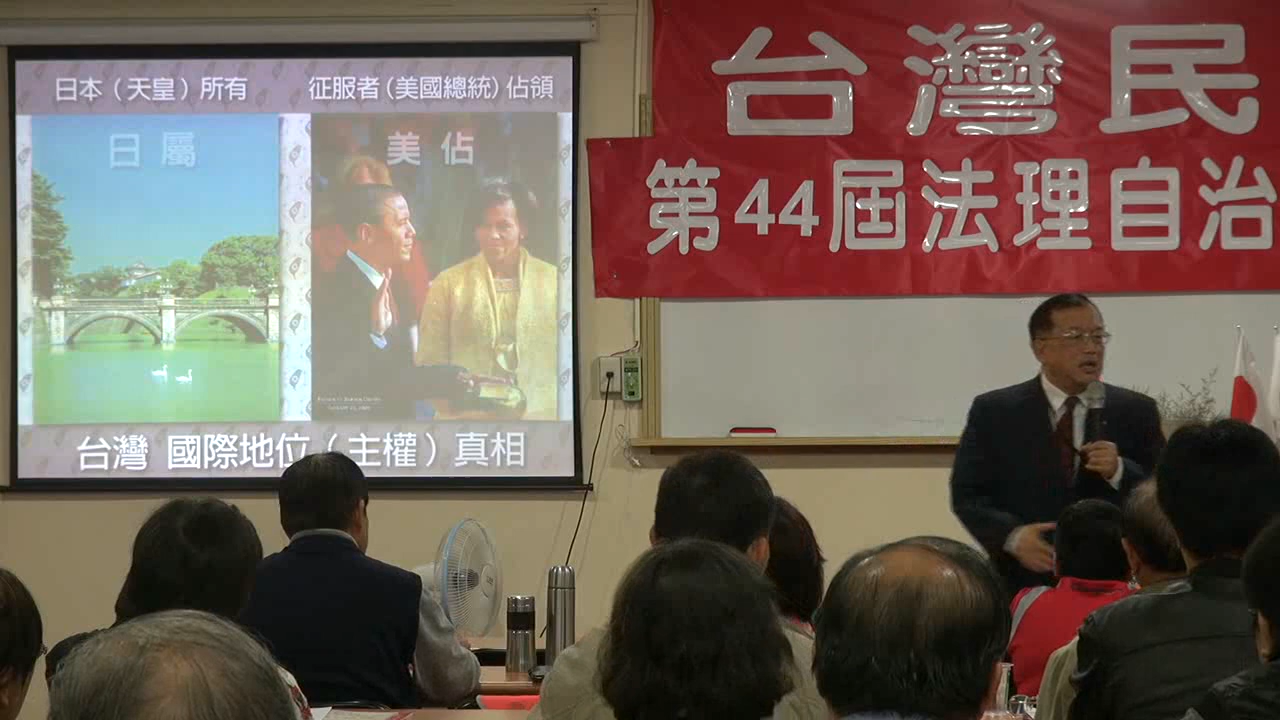 日本（天皇）所有
征服者（美國總統）佔領
日屬
美佔
台灣 國際地位（主權）真相
台灣民
第44屆法理自治